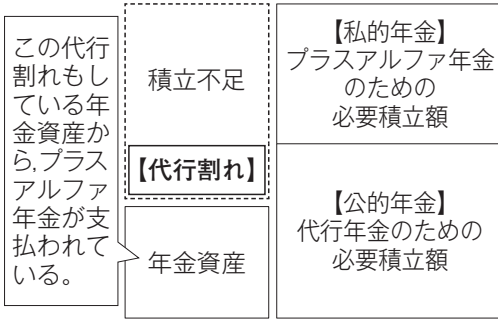 この代行
割れもし
ている年
金資産か
ら,プラス
アルファ
年金が支
払われて
いる。
積立不足
【代行割れ】
年金資産
【私的年金】
プラスアルファ年金
のための
必要積立額
【公的年金】
代行年金のための
必要積立額